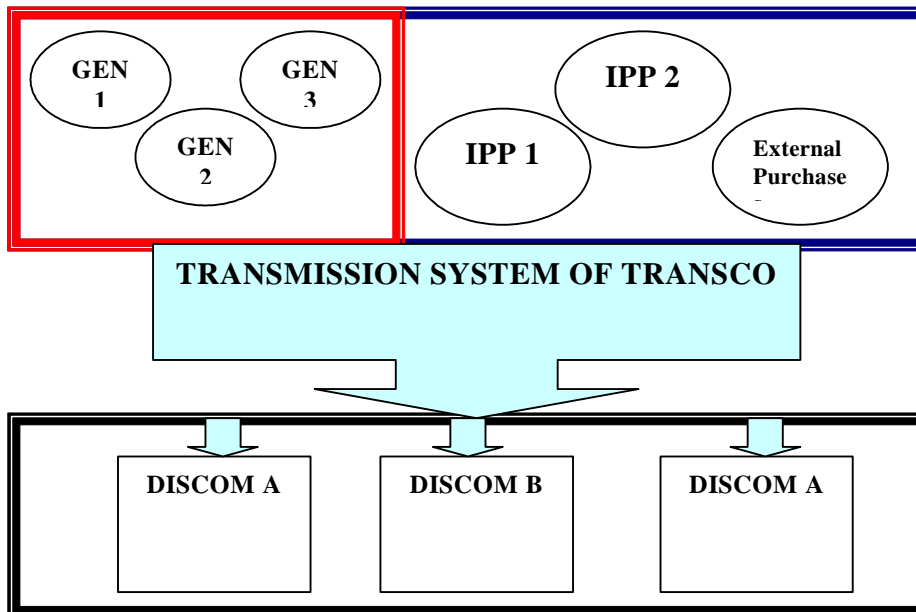 GEN
1
GEN
3
GEN
2
IPP 1
IPP 2
External
Purchase
TRANSMISSION SYSTEM OF TRANSCO
DISCOM A
DISCOM B
DISCOM A